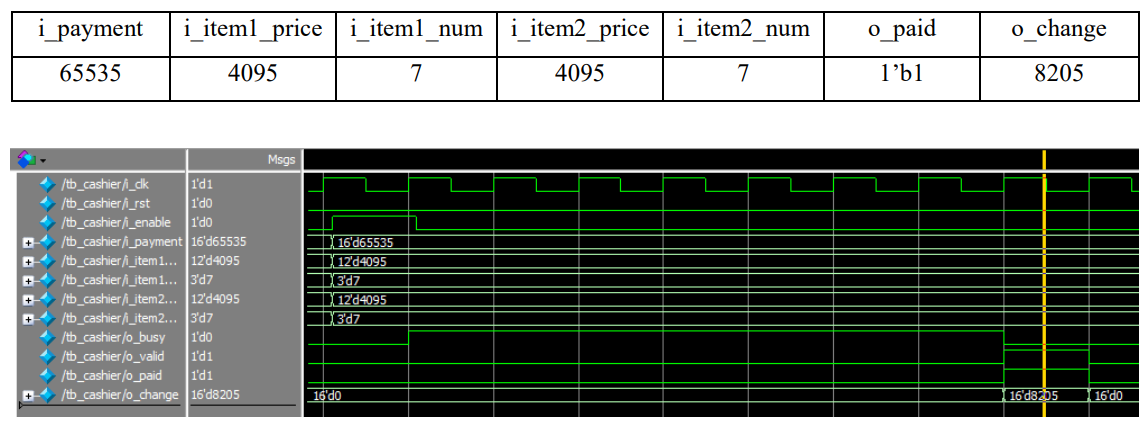 i_payment i_item1_price i_item1_num i_item2_price i_item2_num o_paid o_change
65535 4095 7 4095 7 1’b1 8205
Msgs
/tb_cashier/i_clk 1'd1
/tb_cashier/i_rst 1'd0
/tb_cashier/i_enable 1'd0
/tb_cashier/i_payment 16'd65535 16'd65535
/tb_cashier/i_item1... 12'd4095 12'd4095
/tb_cashier/i_item1... 3'd7 3'd7
/tb_cashier/i_item2... 12'd4095 12'd4095
/tb_cashier/i_item2... 3'd7 3'd7
/tb_cashier/o_busy 1'd0
/tb_cashier/o_valid 1'd1
/tb_cashier/o_paid 1'd1
/tb_cashier/o_change 16'd8205 16'd0 16'd8205 16'd0